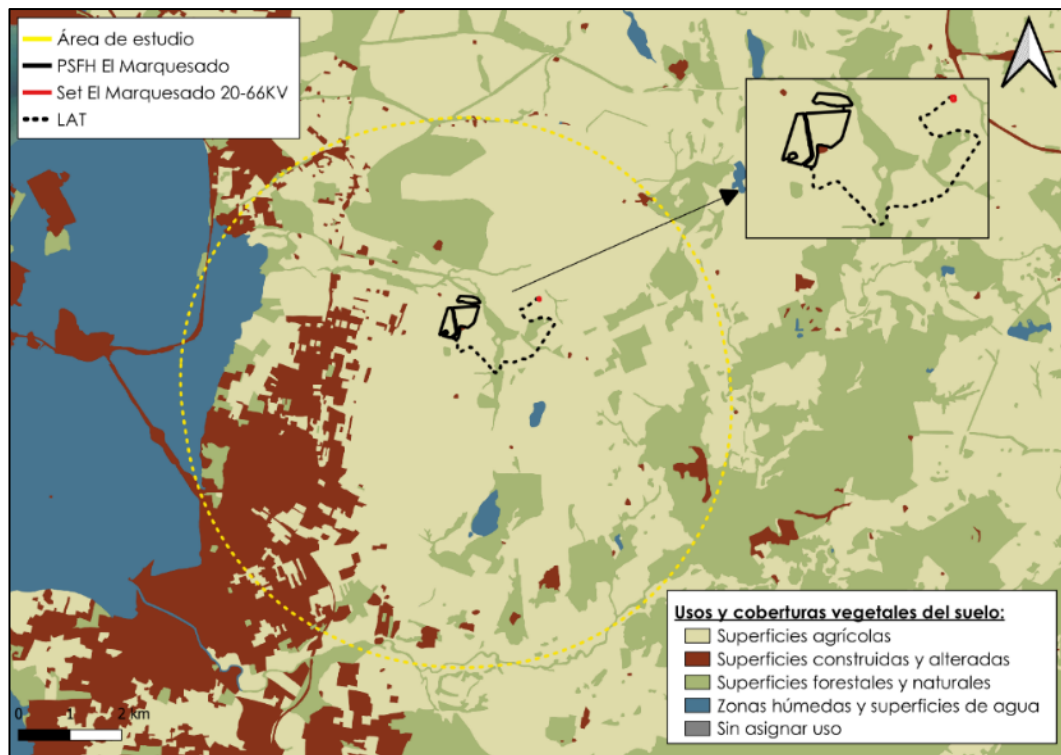 Área de estudio
PSFH El Marquesado
Set El Marquesado 20-66KV
LAT
Usos y coberturas vegetales del suelo:
Superficies agrícolas
Superficies construidas y alteradas
Superficies forestales y naturales
Zonas húmedas y superficies de agua
Sin asignar uso
0 1 2 km